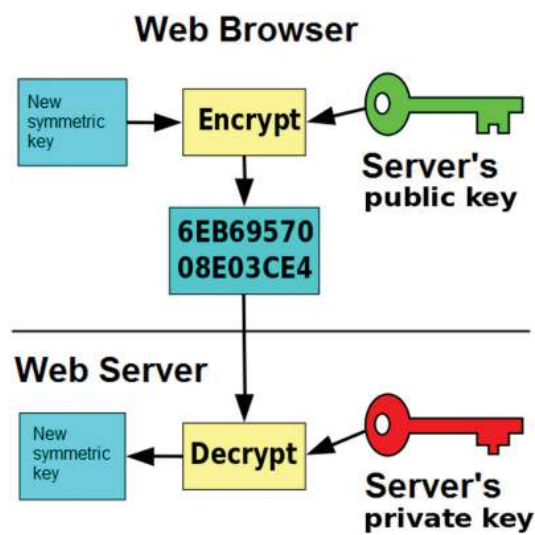 Web Browser
New
symmetric
key
Encrypt
Server's
public key
6EB69570
08E03CE4
Web Server
New
symmetric
key
Decrypt
Server's
private key